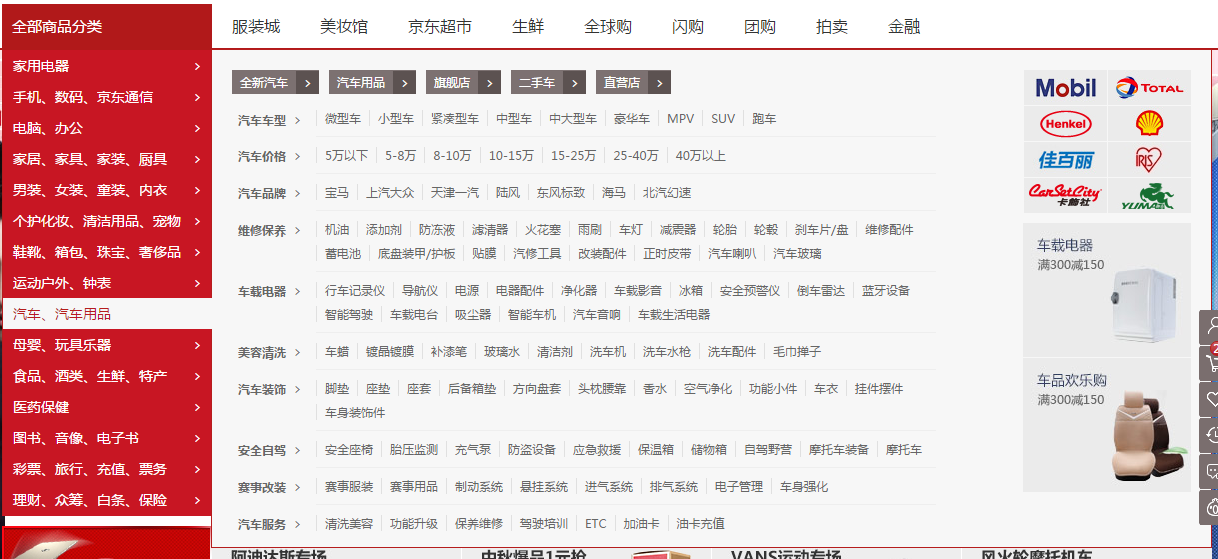 全部商品分类 服装城 美妆馆 京东超市 生鲜 全球购 闪购 团购 拍卖 金融
家用电器 >
手机、数码、京东通信 >
电脑、办公 >
家居、家具、家装、厨具 >
男装、女装、童装、内衣 >
个护化妆、清洁用品、宠物 >
鞋靴、箱包、珠宝、奢侈品 >
运动户外、钟表 >
汽车、汽车用品
母婴、玩具乐器 >
食品、酒类、生鲜、特产 >
医药保健 >
图书、音像、电子书 >
彩票、旅行、充值、票务 >
理财、众筹、白条、保险 >
全新汽车 > 汽车用品 > 旗舰店 > 二手车 > 直营店 >
汽车车型 > 微型车 小型车 紧凑型车 中型车 中大型车 豪华车 MPV SUV 跑车
汽车价格 > 5万以下 5-8万 8-10万 10-15万 15-25万 25-40万 40万以上
汽车品牌 > 宝马 上汽大众 天津一汽 陆风 东风标致 海马 北汽幻速
维修保养 > 机油 添加剂 防冻液 滤清器 火花塞 雨刷 车灯 减震器 轮胎 轮毂 刹车片/盘 维修配件
蓄电池 底盘装甲/护板 贴膜 汽修工具 改装配件 正时皮带 汽车喇叭 汽车玻璃
车载电器 > 行车记录仪 导航仪 电源 电器配件 净化器 车载影音 冰箱 安全预警仪 倒车雷达 蓝牙设备
智能驾驶 车载电台 吸尘器 智能车机 汽车音响 车载生活电器
美容清洗 > 车蜡 镀晶镀膜 补漆笔 玻璃水 清洁剂 洗车机 洗车水枪 洗车配件 毛巾掸子
汽车装饰 > 脚垫 座垫 座套 后备箱垫 方向盘套 头枕腰靠 香水 空气净化 功能小件 车衣 挂件摆件
车身装饰件
安全自驾 > 安全座椅 胎压监测 充气泵 防盗设备 应急救援 保温箱 储物箱 自驾野营 摩托车装备 摩托车
赛事改装 > 赛事服装 赛事用品 制动系统 悬挂系统 进气系统 排气系统 电子管理 车身强化
汽车服务 > 清洗美容 功能升级 保养维修 驾驶培训 ETC 加油卡 油卡充值
Mobil TOTAL
Henkel
佳百丽 IRIS
CarSetCity
卡饰社 YUMA
车载电器
满300减150
车品欢乐购
满300减150
2
阿迪达斯专场 中秋爆品1元抢 VANS运动专场 风火轮摩托机车